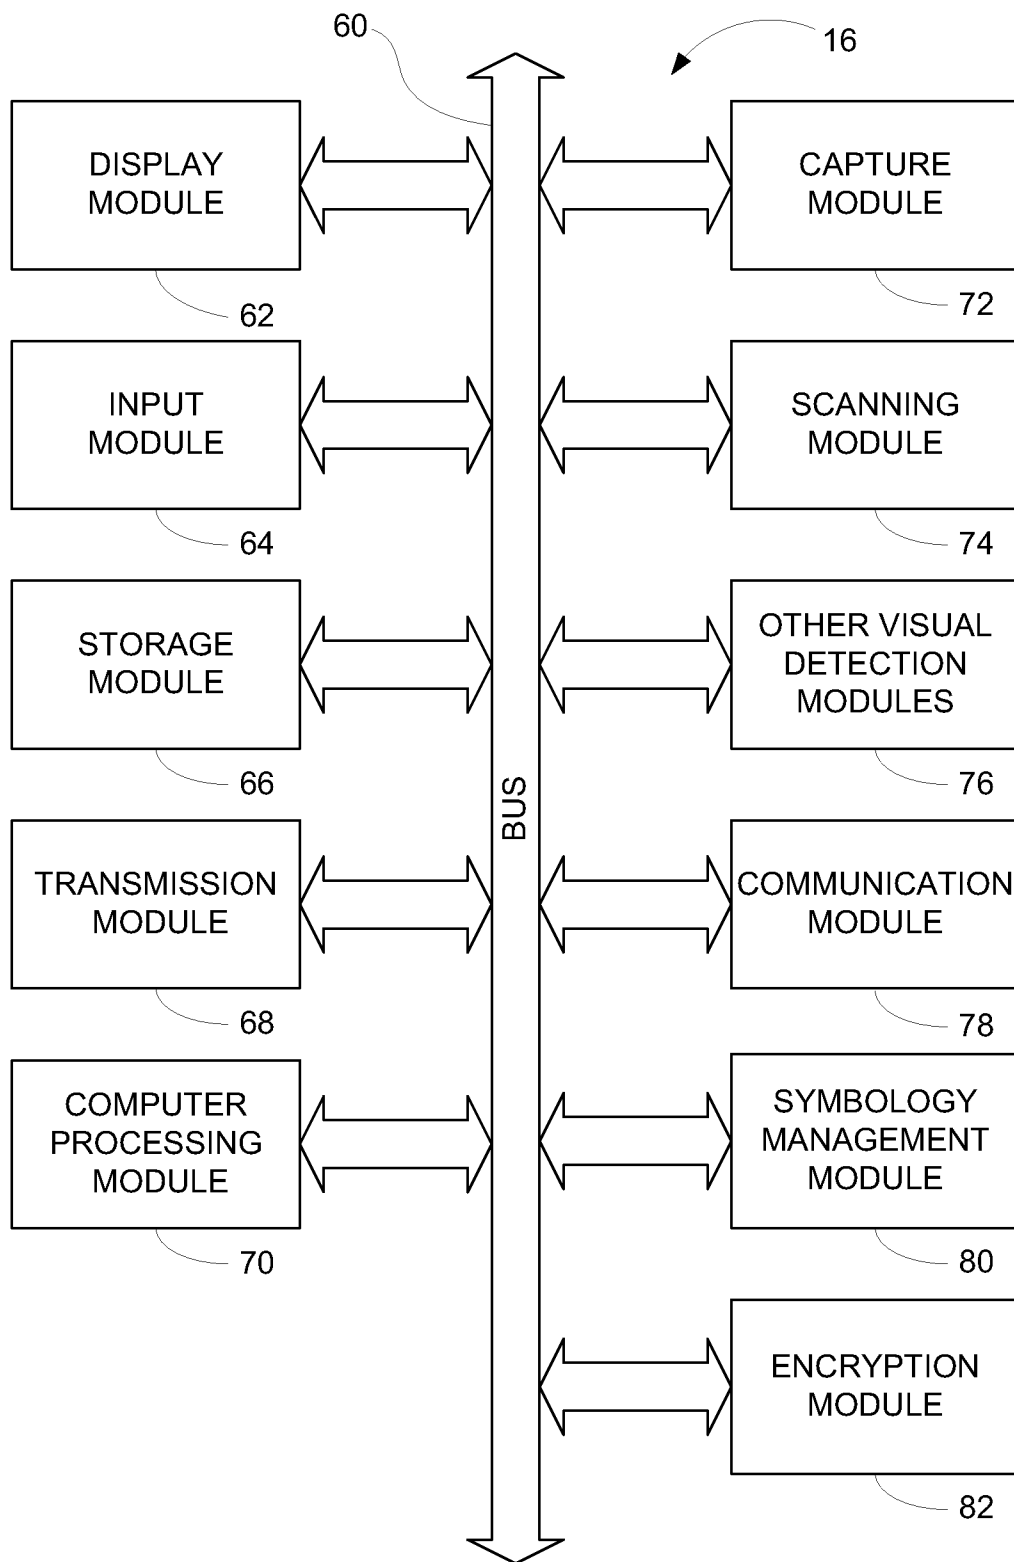 60
16
DISPLAY
MODULE
62
CAPTURE
MODULE
72
INPUT
MODULE
64
SCANNING
MODULE
74
STORAGE
MODULE
66
OTHER VISUAL
DETECTION
MODULES
76
BUS
TRANSMISSION
MODULE
68
COMMUNICATION
MODULE
78
COMPUTER
PROCESSING
MODULE
70
SYMBOLOGY
MANAGEMENT
MODULE
80
ENCRYPTION
MODULE
82